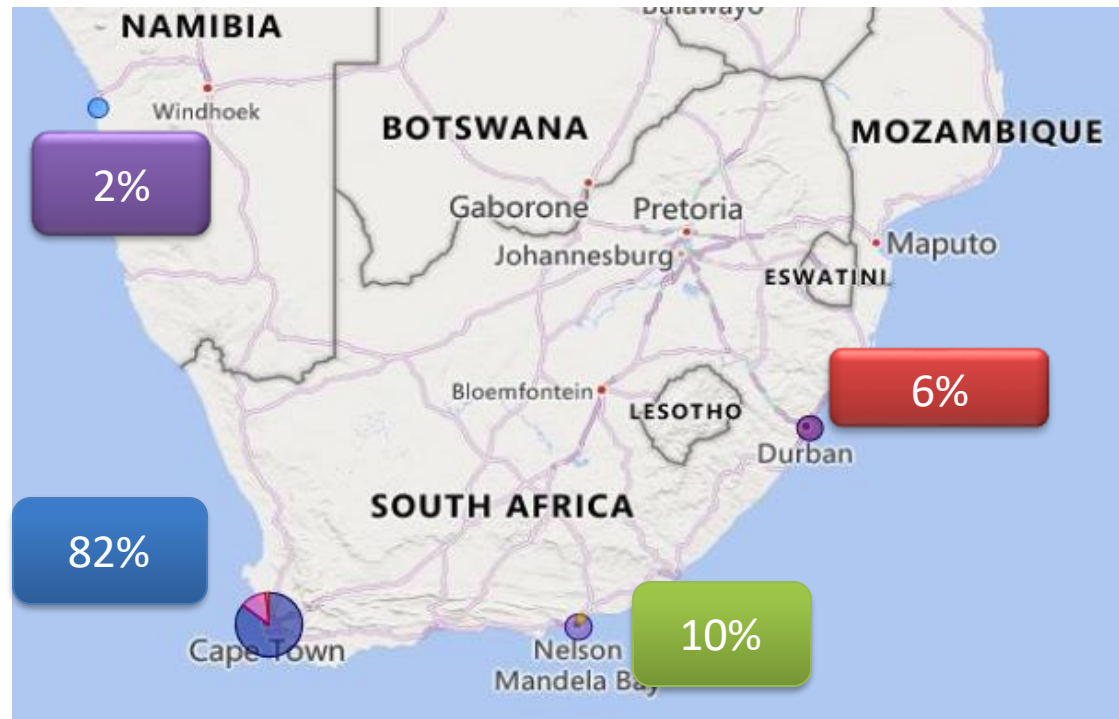 Bulawayo
NAMIBIA
Windhoek
BOTSWANA
MOZAMBIQUE
2%
Gaborone
Pretoria
Johannesburg
Maputo
ESWATINI
6%
Bloemfontein
LESOTHO
Durban
SOUTH AFRICA
82%
10%
Cape Town
Nelson
Mandela Bay